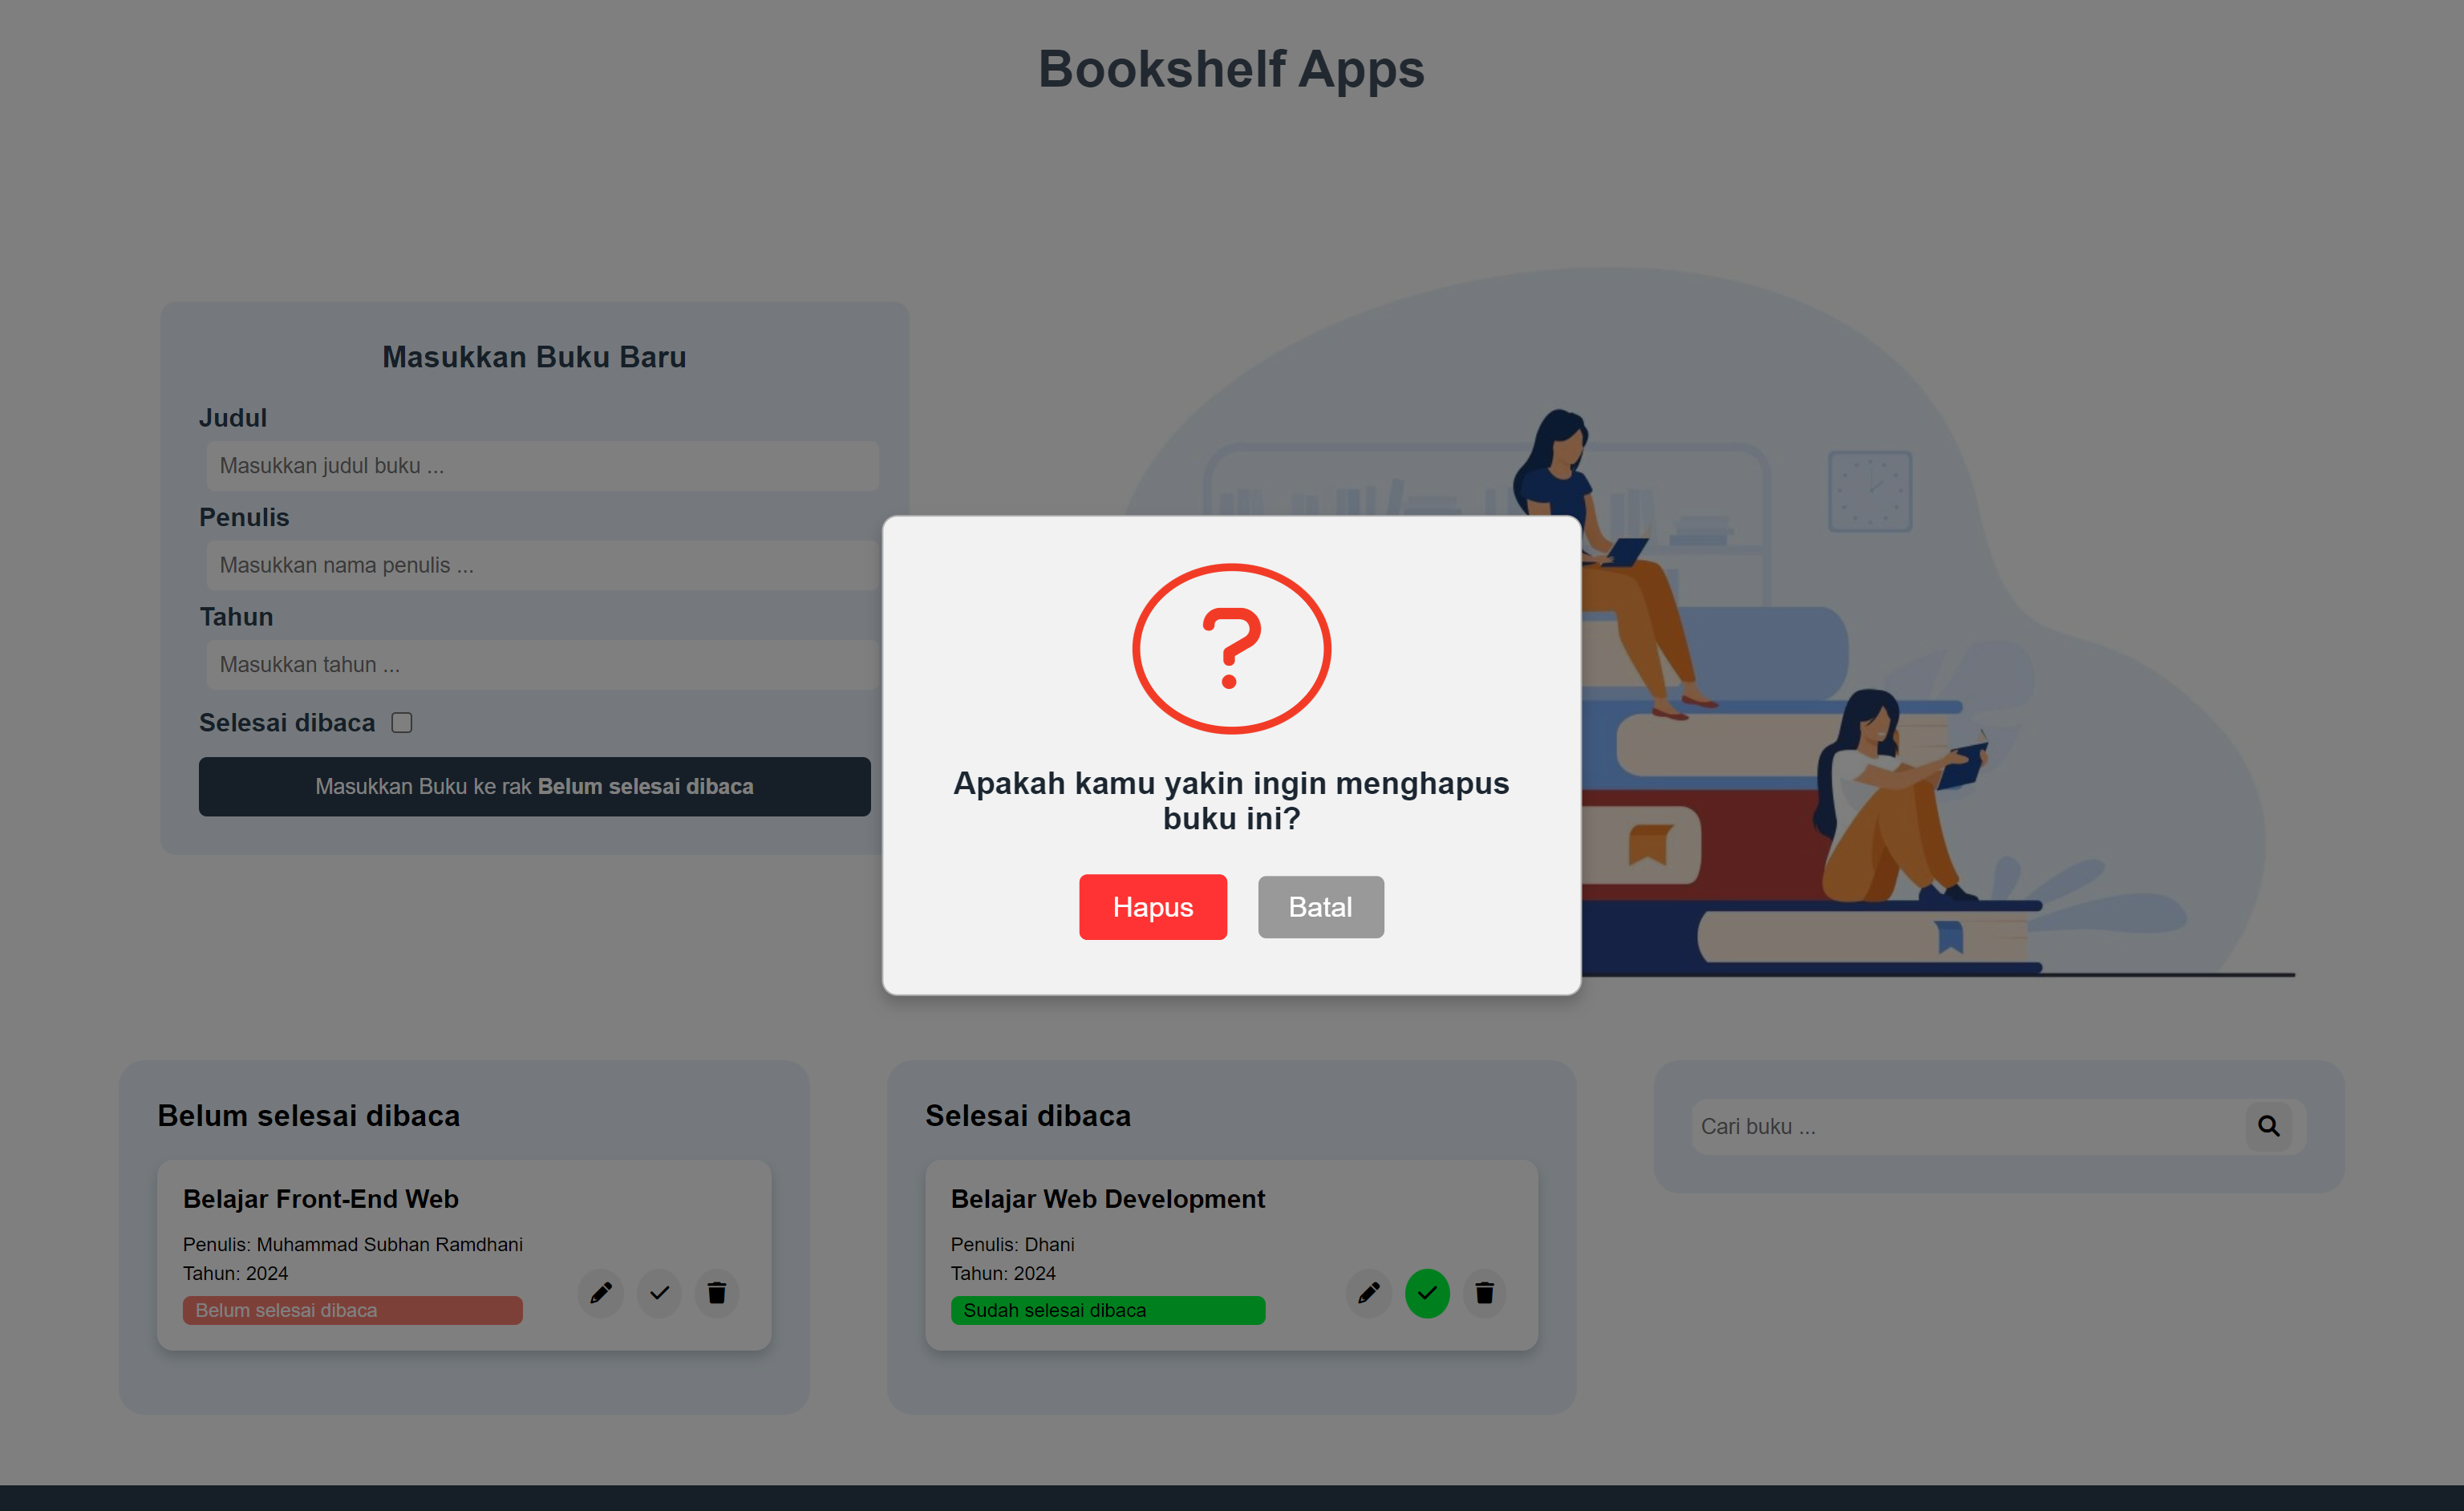 Bookshelf Apps
Masukkan Buku Baru
Judul
Masukkan judul buku ...
Penulis
Masukkan nama penulis ...
Tahun
Masukkan tahun ...
Selesai dibaca
Masukkan Buku ke rak Belum selesai dibaca
Apakah kamu yakin ingin menghapus
buku ini?
Hapus
Batal
Belum selesai dibaca
Belajar Front-End Web
Penulis: Muhammad Subhan Ramdhani
Tahun: 2024
Belum selesai dibaca
Selesai dibaca
Belajar Web Development
Penulis: Dhani
Tahun: 2024
Sudah selesai dibaca
Cari buku ...